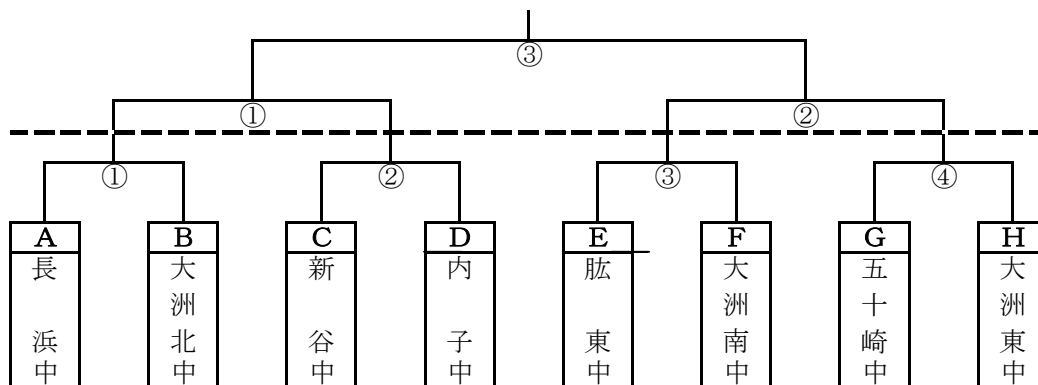 ③
① ②
① ② ③ ④
A B C D E F G H
長浜中
大洲北中
新谷中
内子中
肱東中
大洲南中
五十崎中
大洲東中